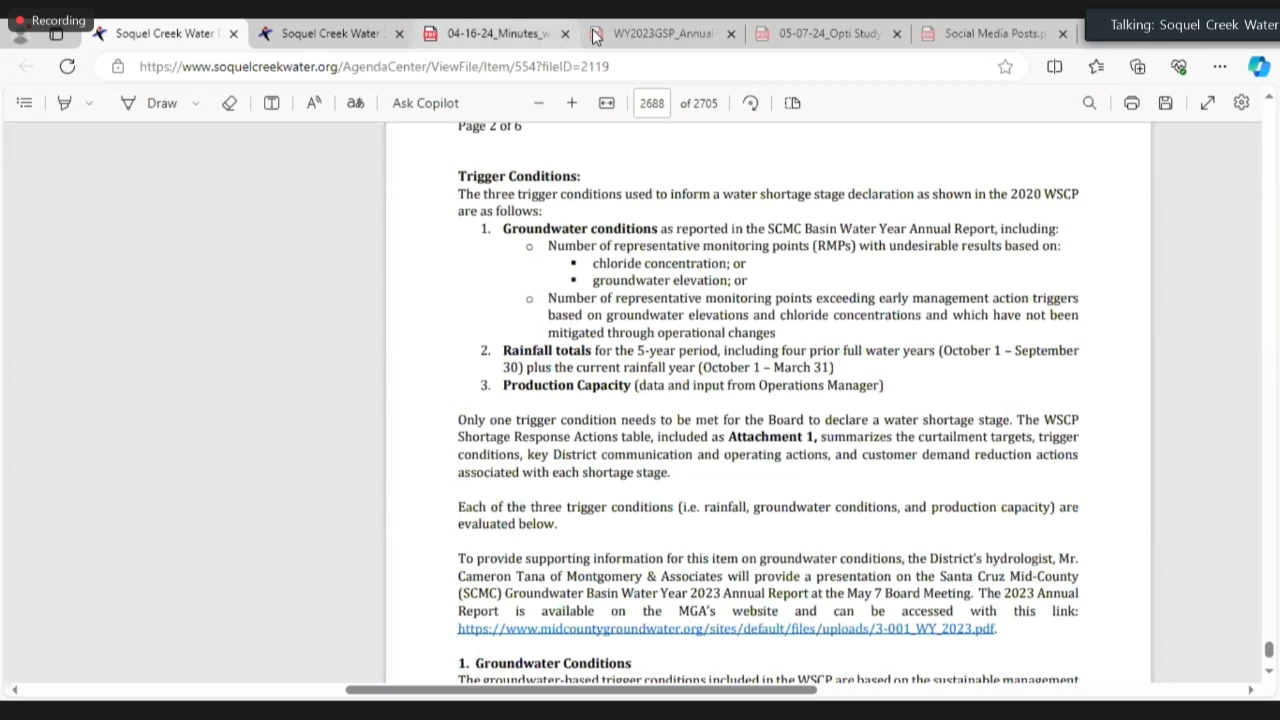 Recording
Talking: Soquel Creek Water
Soquel Creek Water
Soquel Creek Water
04-16-24_Minutes_w
WY2023GSP_Annual
05-07-24_Opti Study
Social Media Posts.p
https://www.soquelcreekwater.org/AgendaCenter/ViewFile/Item/554?fileID=2119
Draw
Ask Copilot
2688 of 2705
Page 2 of 6
Trigger Conditions:
The three trigger conditions used to inform a water shortage stage declaration as shown in the 2020 WSCP
are as follows:
1. Groundwater conditions as reported in the SCMC Basin Water Year Annual Report, including:
o Number of representative monitoring points (RMPs) with undesirable results based on:
▪ chloride concentration; or
▪ groundwater elevation; or
o Number of representative monitoring points exceeding early management action triggers
based on groundwater elevations and chloride concentrations and which have not been
mitigated through operational changes
2. Rainfall totals for the 5-year period, including four prior full water years (October 1 – September
30) plus the current rainfall year (October 1 – March 31)
3. Production Capacity (data and input from Operations Manager)
Only one trigger condition needs to be met for the Board to declare a water shortage stage. The WSCP
Shortage Response Actions table, included as Attachment 1, summarizes the curtailment targets, trigger
conditions, key District communication and operating actions, and customer demand reduction actions
associated with each shortage stage.
Each of the three trigger conditions (i.e. rainfall, groundwater conditions, and production capacity) are
evaluated below.
To provide supporting information for this item on groundwater conditions, the District's hydrologist, Mr.
Cameron Tana of Montgomery & Associates will provide a presentation on the Santa Cruz Mid-County
(SCMC) Groundwater Basin Water Year 2023 Annual Report at the May 7 Board Meeting. The 2023 Annual
Report is available on the MGA's website and can be accessed with this link:
https://www.midcountygroundwater.org/sites/default/files/uploads/3-001_WY_2023.pdf.
1. Groundwater Conditions
The groundwater-based trigger conditions included in the WSCP are based on the sustainable management